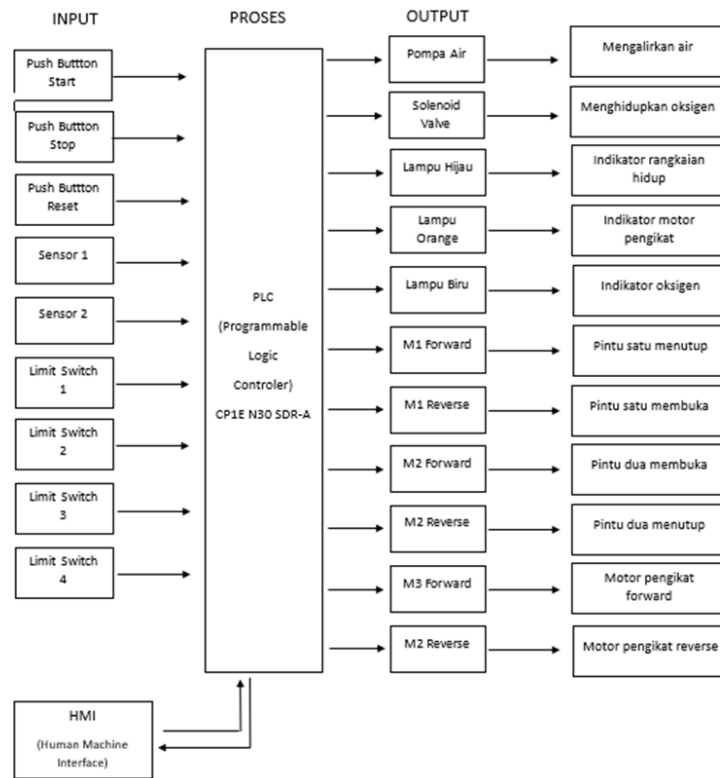 INPUT
PROSES
OUTPUT
Push Buttton
Start
Push Buttton
Stop
Push Buttton
Reset
Sensor 1
Sensor 2
Limit Switch
1
Limit Switch
2
Limit Switch
3
Limit Switch
4
HMI
(Human Machine
Interface)
PLC
(Programmable
Logic
Controler)
CP1E N30 SDR-A
Pompa Air
Mengalirkan air
Solenoid
Valve
Menghidupkan oksigen
Lampu Hijau
Indikator rangkaian
hidup
Lampu
Orange
Indikator motor
pengikat
Lampu Biru
Indikator oksigen
M1 Forward
Pintu satu menutup
M1 Reverse
Pintu satu membuka
M2 Forward
Pintu dua membuka
M2 Reverse
Pintu dua menutup
M3 Forward
Motor pengikat
forward
M2 Reverse
Motor pengikat reverse